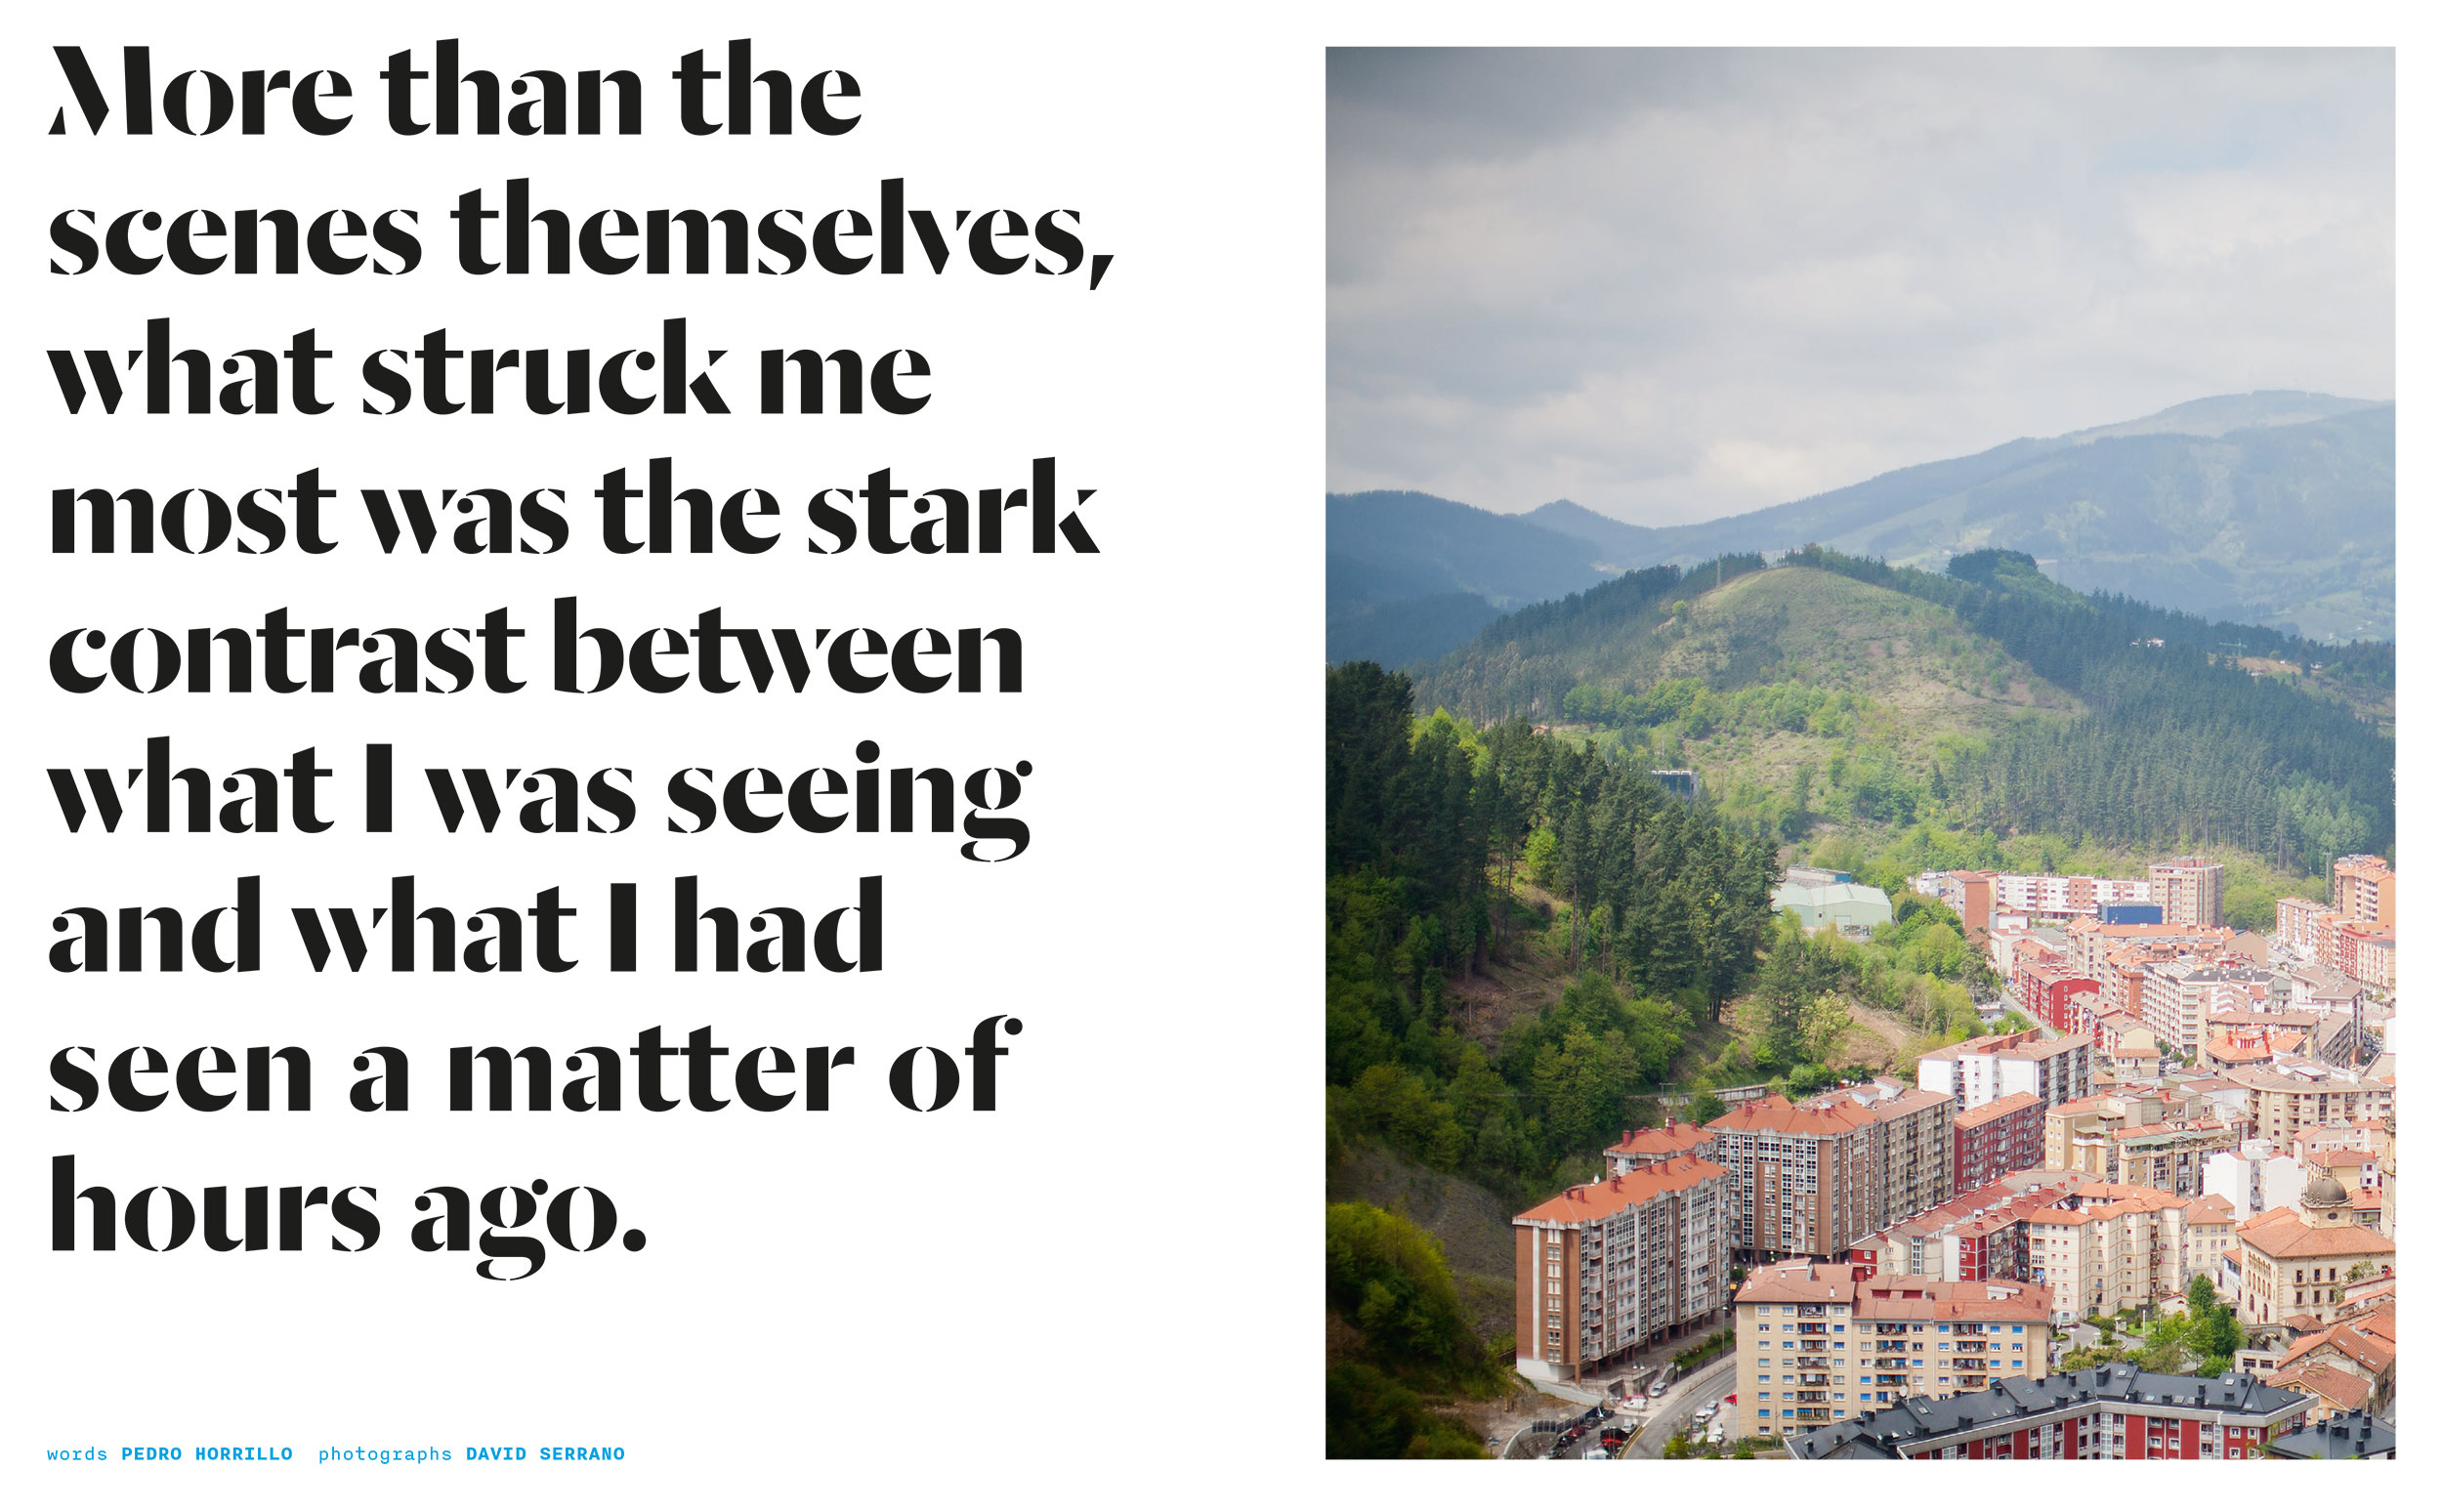 More than the
scenes themselves,
what struck me
most was the stark
contrast between
what I was seeing
and what I had
seen a matter of
hours ago.
words PEDRO HORRILLO photographs DAVID SERRANO